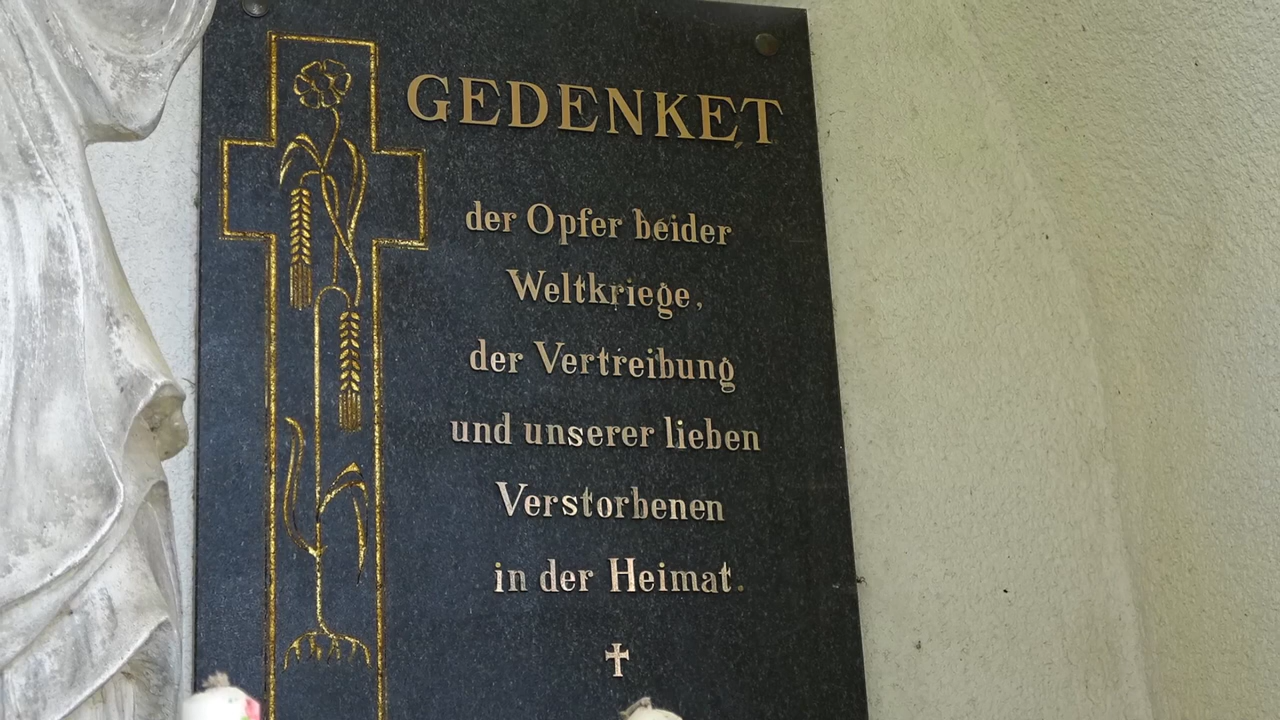 GEDENKET
der Opfer beider
Weltkriege,
der Vertreibung
und unserer lieben
Verstorbenen
in der Heimat.